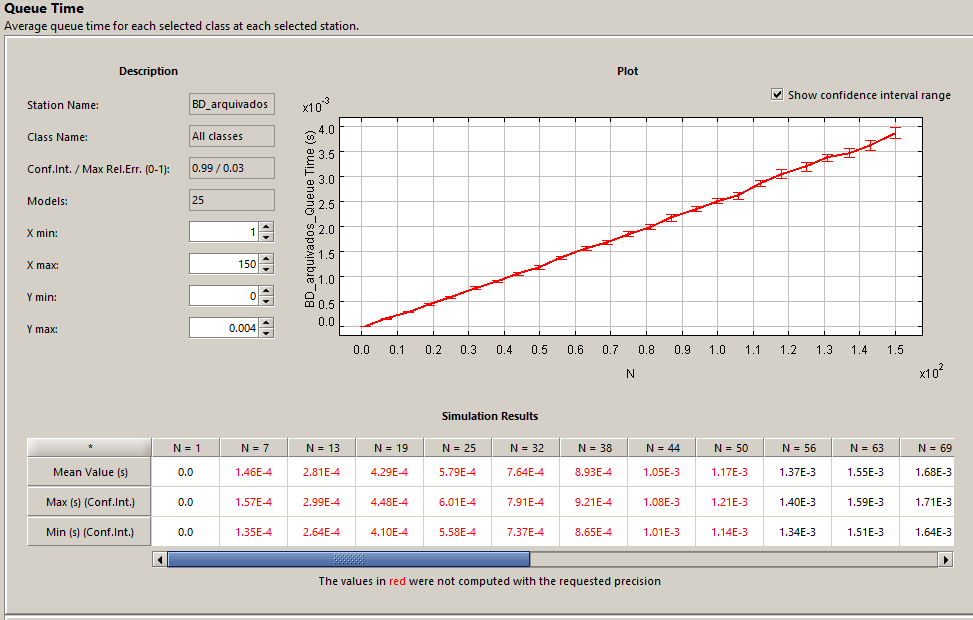 Queue Time
Average queue time for each selected class at each selected station.
Description
Station Name: BD_arquivados
Class Name: All classes
Conf.Int. / Max Rel.Err. (0-1): 0.99 / 0.03
Models: 25
X min: 1
X max: 150
Y min: 0
Y max: 0.004
Plot
Show confidence interval range
x10-3
BD_arquivados_Queue Time (s)
4.0
3.5
3.0
2.5
2.0
1.5
1.0
0.5
0.0
0.0 0.1 0.2 0.3 0.4 0.5 0.6 0.7 0.8 0.9 1.0 1.1 1.2 1.3 1.4 1.5
N
x102
Simulation Results
* N = 1 N = 7 N = 13 N = 19 N = 25 N = 32 N = 38 N = 44 N = 50 N = 56 N = 63 N = 69
Mean Value (s) 0.0 1.46E-4 2.81E-4 4.29E-4 5.79E-4 7.64E-4 8.93E-4 1.05E-3 1.17E-3 1.37E-3 1.55E-3 1.68E-3
Max (s) (Conf.Int.) 0.0 1.57E-4 2.99E-4 4.48E-4 6.01E-4 7.91E-4 9.21E-4 1.08E-3 1.21E-3 1.40E-3 1.59E-3 1.71E-3
Min (s) (Conf.Int.) 0.0 1.35E-4 2.64E-4 4.10E-4 5.58E-4 7.37E-4 8.65E-4 1.01E-3 1.14E-3 1.34E-3 1.51E-3 1.64E-3
The values in red were not computed with the requested precision